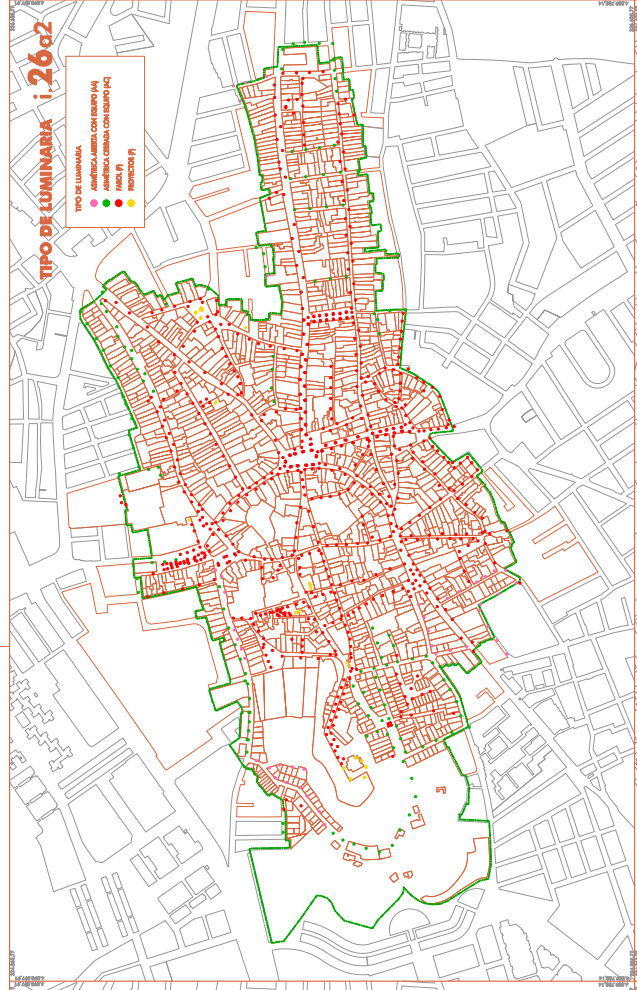 TIPO DE LUMINARIA i.26a2
TIPO DE LUMINARIA
ASIMÉTRICA ABIERTA CON EQUIPO (AA)
ASIMÉTRICA CERRADA CON EQUIPO (AC)
FAROL (F)
PROYECTOR (P)